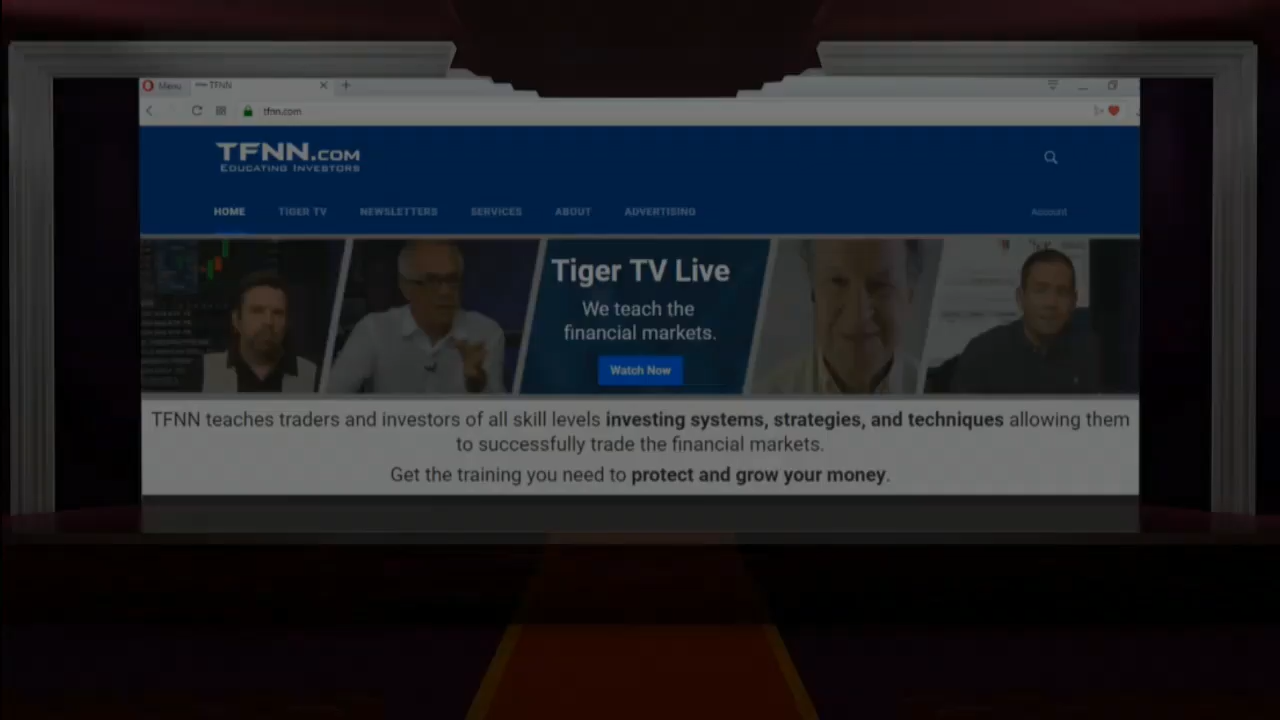 Menu
TFNN
tfnn.com
TFNN.COM
EDUCATING INVESTORS
HOME TIGER TV NEWSLETTERS SERVICES ABOUT ADVERTISING Account
Tiger TV Live
We teach the
financial markets.
Watch Now
TFNN teaches traders and investors of all skill levels investing systems, strategies, and techniques allowing them
to successfully trade the financial markets.
Get the training you need to protect and grow your money.